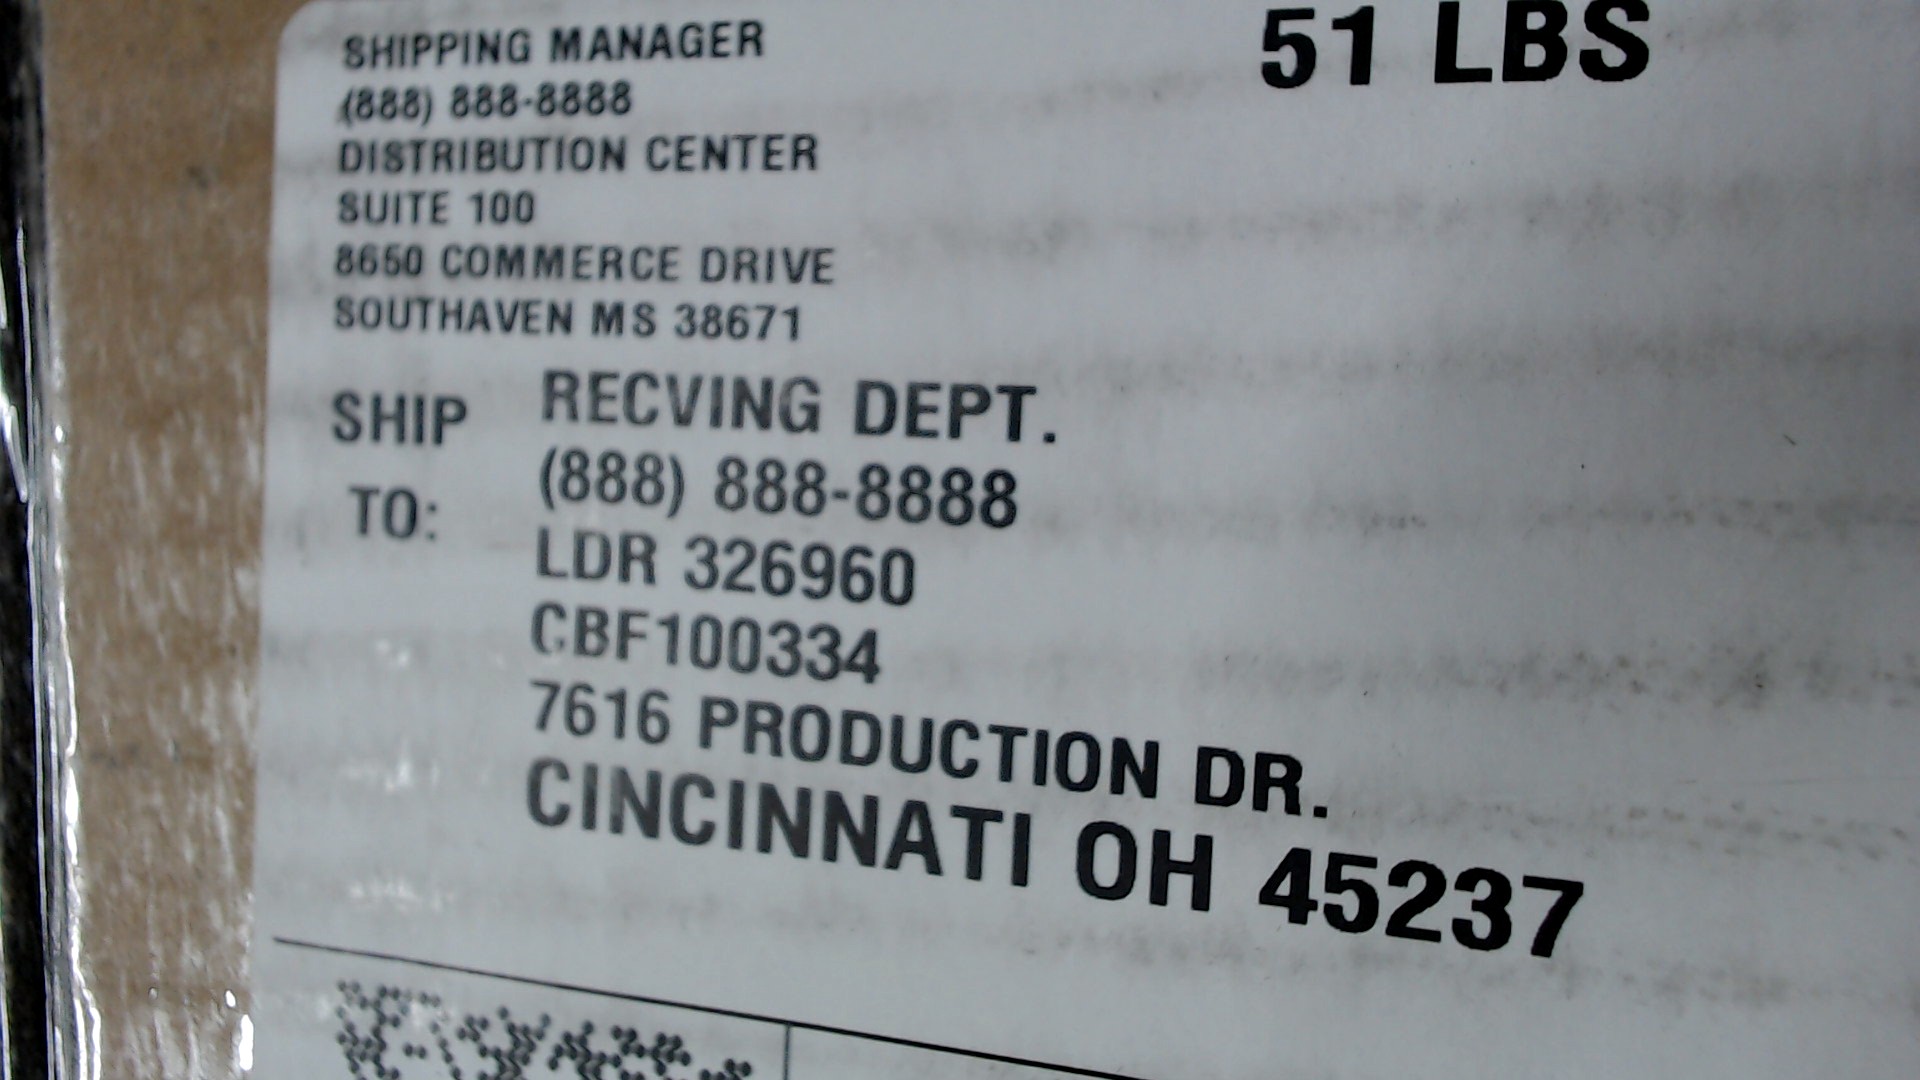 SHIPPING MANAGER
51 LBS
(888) 888-8888
DISTRIBUTION CENTER
SUITE 100
8650 COMMERCE DRIVE
SOUTHAVEN MS 38671
SHIP TO:
RECVING DEPT.
(888) 888-8888
LDR 326960
CBF100334
7616 PRODUCTION DR.
CINCINNATI OH 45237